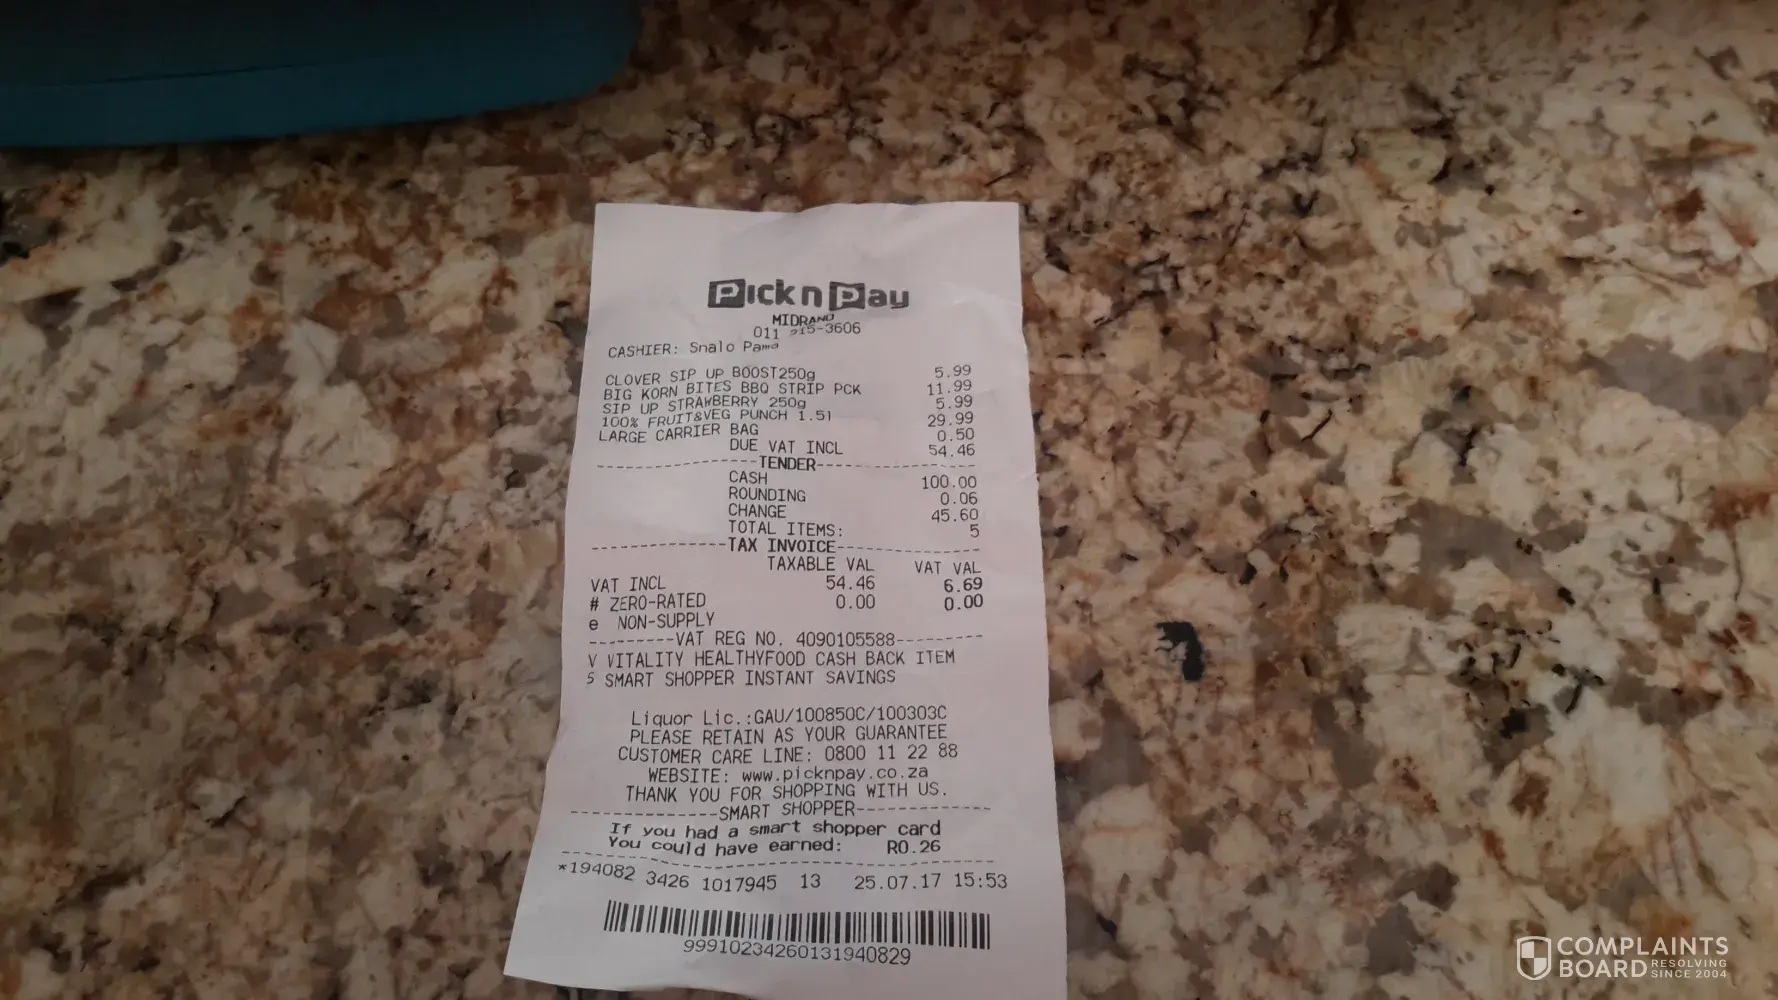 Pick n Pay
MIDRAND
011 315-3606
CASHIER: Snalo Pama
CLOVER SIP UP BOOST250g 5.99
BIG KORN BITES BBQ STRIP PCK 11.99
SIP UP STRAWBERRY 250g 5.99
100% FRUIT&VEG PUNCH 1.5l 29.99
LARGE CARRIER BAG 0.50
DUE VAT INCL 54.46
TENDER
CASH 100.00
ROUNDING 0.06
CHANGE 45.60
TOTAL ITEMS: 5
TAX INVOICE
TAXABLE VAL VAT VAL
VAT INCL 54.46 6.69
# ZERO-RATED 0.00 0.00
e NON-SUPPLY
VAT REG NO. 4090105588
V VITALITY HEALTHYFOOD CASH BACK ITEM
S SMART SHOPPER INSTANT SAVINGS
Liquor Lic.:GAU/100850C/100303C
PLEASE RETAIN AS YOUR GUARANTEE
CUSTOMER CARE LINE: 0800 11 22 88
WEBSITE: www.picknpay.co.za
THANK YOU FOR SHOPPING WITH US.
SMART SHOPPER
If you had a smart shopper card
You could have earned: R0.26
*194082 3426 1017945 13 25.07.17 15:53
9991023426013194082​9
COMPLAINTS
BOARD RESOLVING
SINCE 2004